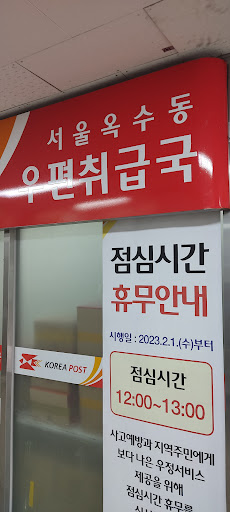 서울옥수동
우편취급국
점심시간
휴무안내
시행일 : 2023.2.1.(수)부터
KOREA POST
점심시간
12:00~13:00
사고예방과 지역주민에게
보다 나은 우정서비스
제공을 위해
점심시간 휴무를